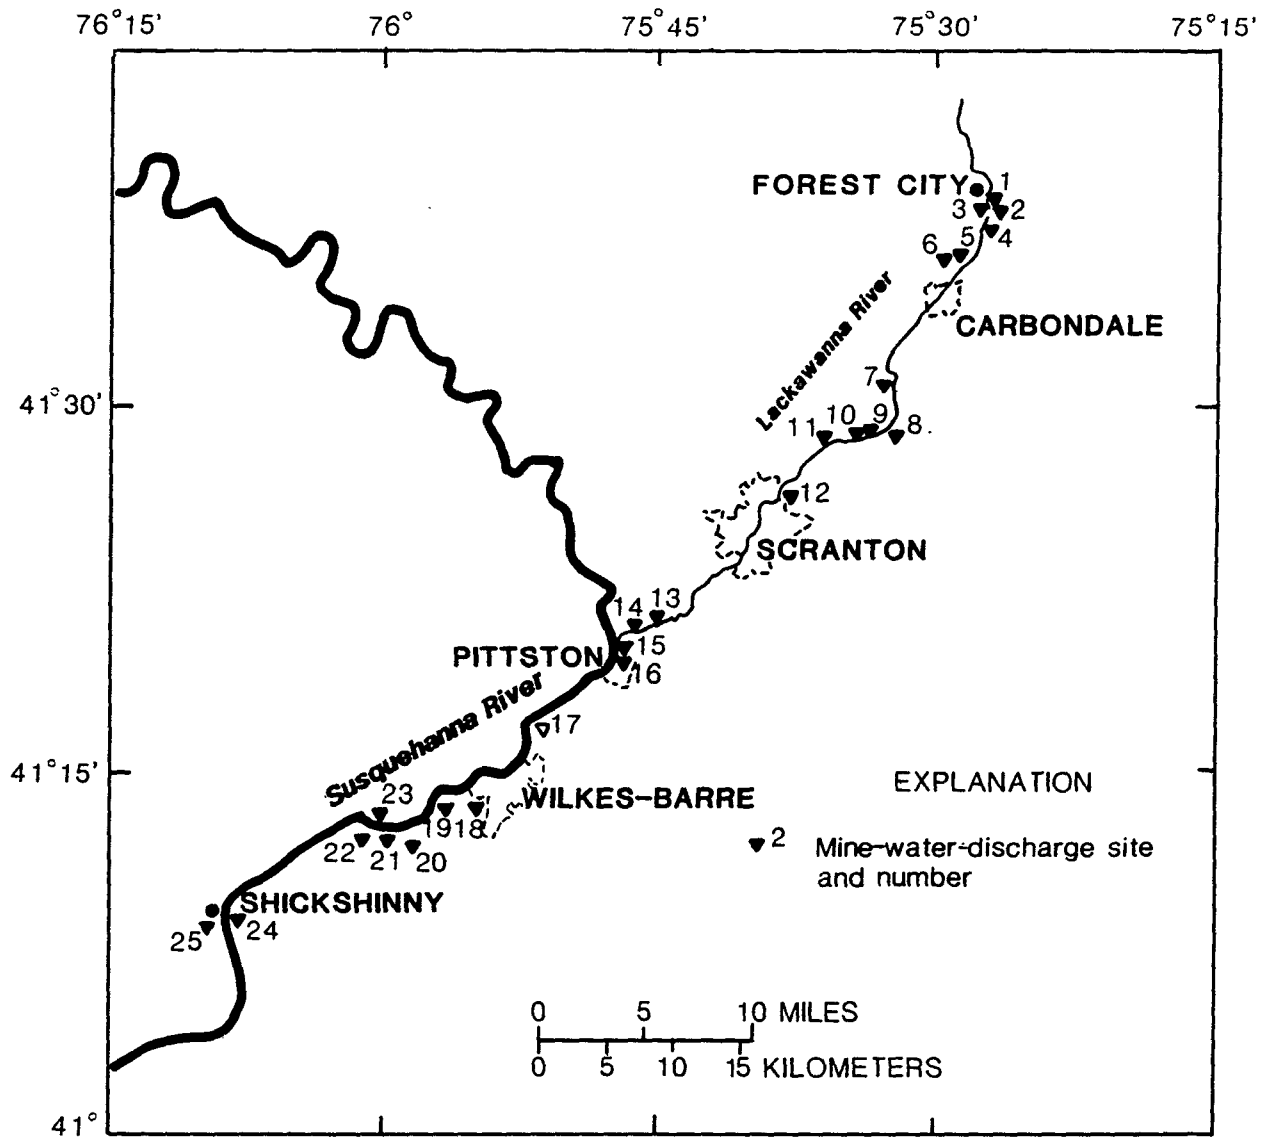 76°15' 76° 75°45' 75°30' 75°15'
FOREST CITY
1
3
2
4
6
5
Lackawanna River
CARBONDALE
7
41°30'
11
10
9
8
12
SCRANTON
14
13
PITTSTON
15
16
Susquehanna River
17
41°15'
EXPLANATION
23
WILKES-BARRE
19
18
2
Mine-water-discharge site
and number
22
21
20
SHICKSHINNY
25
24
0 5 10 MILES
0 5 10 15 KILOMETERS
41°